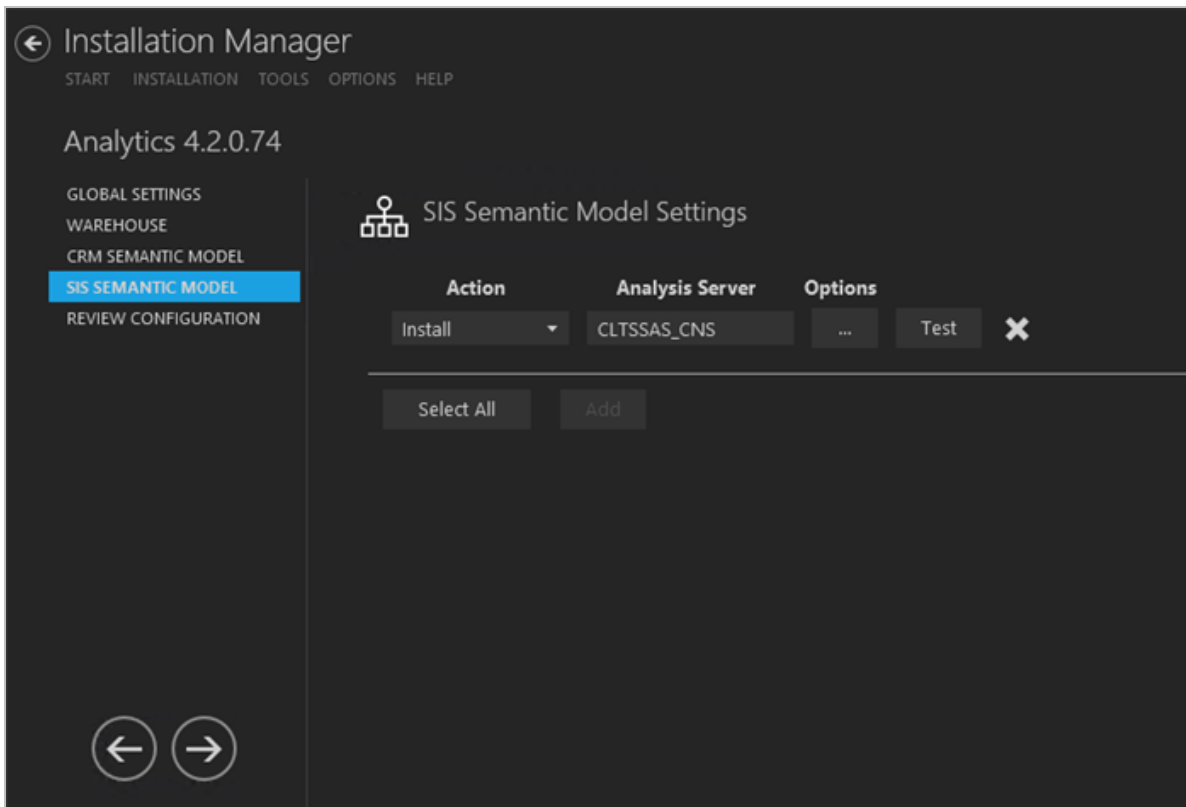 Installation Manager
START INSTALLATION TOOLS OPTIONS HELP
Analytics 4.2.0.74
GLOBAL SETTINGS
WAREHOUSE
CRM SEMANTIC MODEL
SIS SEMANTIC MODEL
REVIEW CONFIGURATION
SIS Semantic Model Settings
Action Analysis Server Options
Install CLTSSAS_CNS ... Test
Select All Add